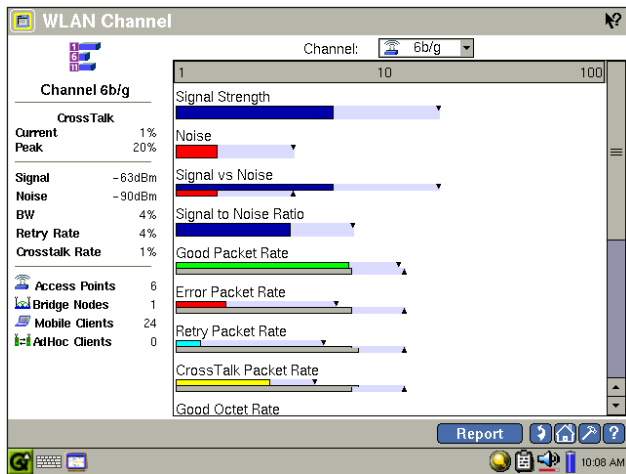 WLAN Channel
?
Channel: 6b/g
1
6
11
Channel 6b/g
CrossTalk
Current 1%
Peak 20%
Signal -63dBm
Noise -90dBm
BW 4%
Retry Rate 4%
Crosstalk Rate 1%
Access Points 6
Bridge Nodes 1
Mobile Clients 24
AdHoc Clients 0
1 10 100
Signal Strength
Noise
Signal vs Noise
Signal to Noise Ratio
Good Packet Rate
Error Packet Rate
Retry Packet Rate
CrossTalk Packet Rate
Good Octet Rate
Report
?
10:08 AM